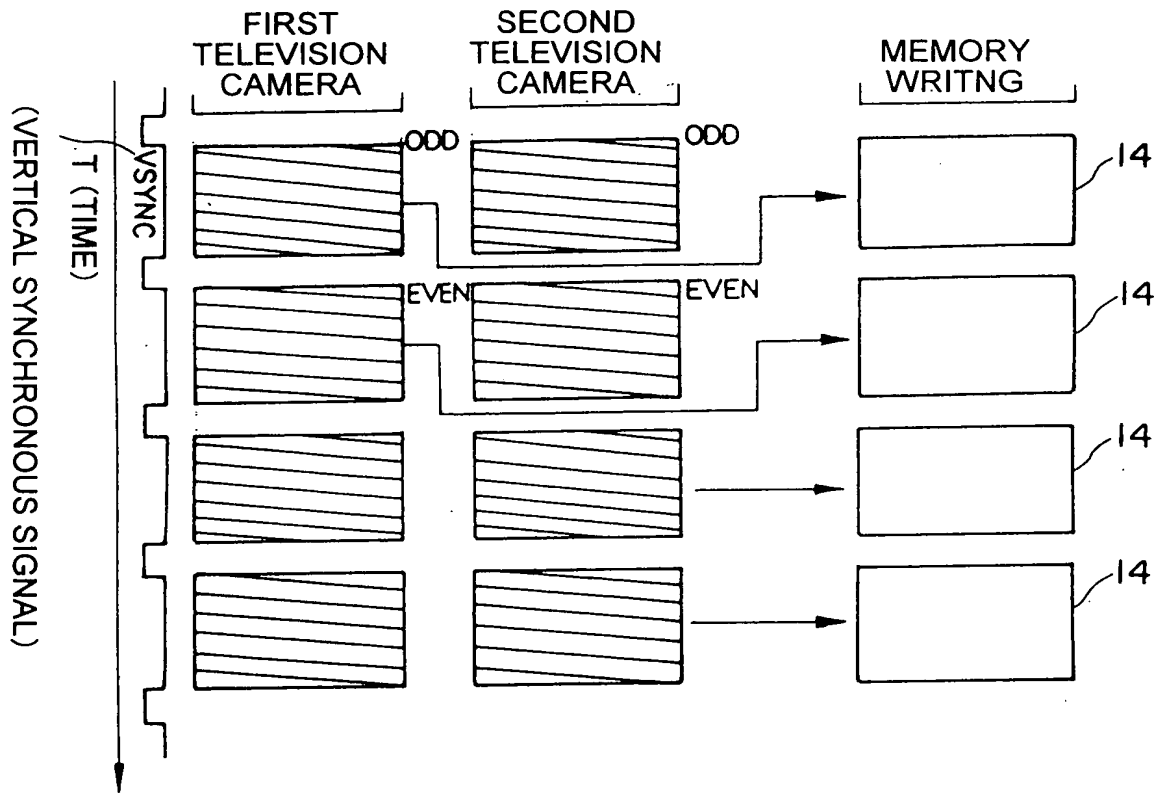 FIRST
TELEVISION
CAMERA
SECOND
TELEVISION
CAMERA
MEMORY
WRITNG
ODD
ODD
14
EVEN
EVEN
14
14
14
VSYNC
T (TIME)
(VERTICAL SYNCHRONOUS SIGNAL)